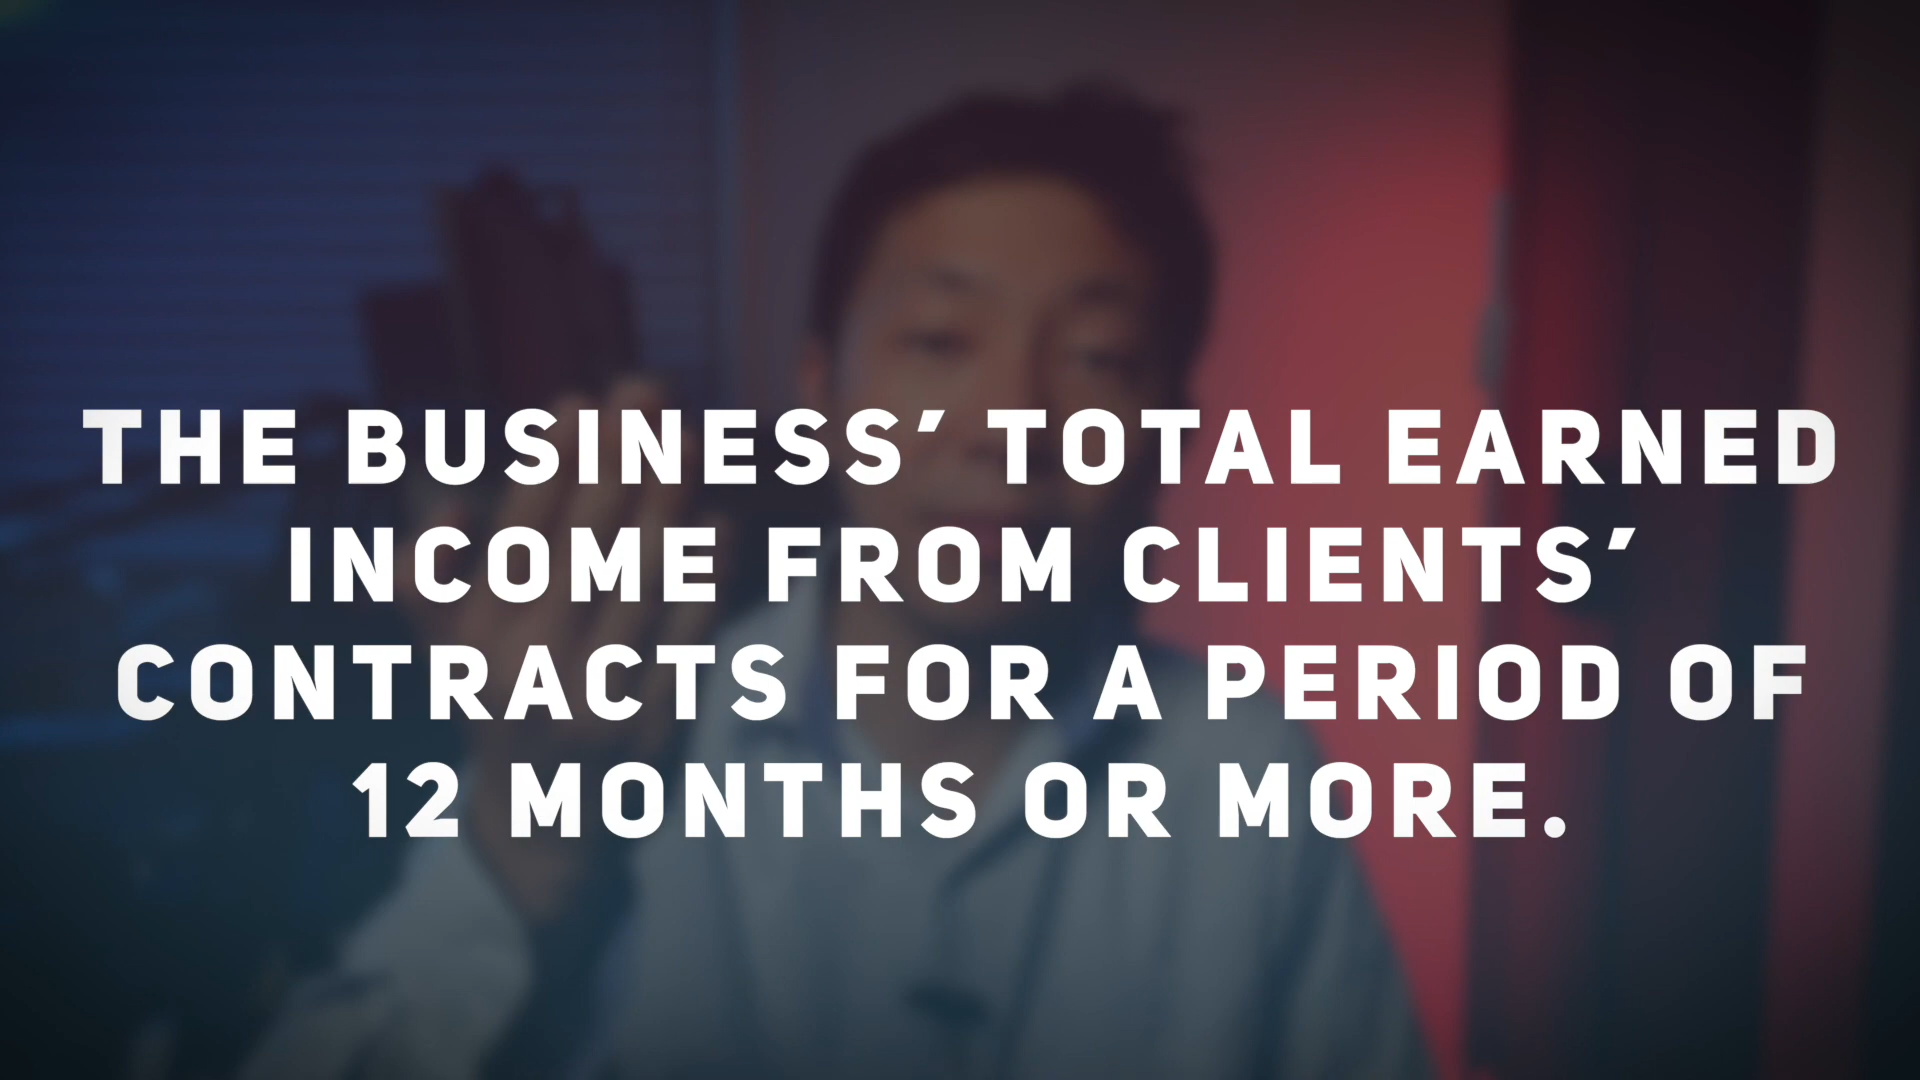 THE BUSINESS’ TOTAL EARNED
INCOME FROM CLIENTS’
CONTRACTS FOR A PERIOD OF
12 MONTHS OR MORE.